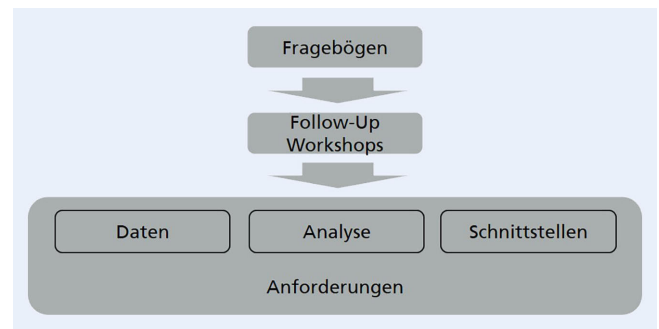 Fragebögen
Follow-Up
Workshops
Daten
Analyse
Schnittstellen
Anforderungen